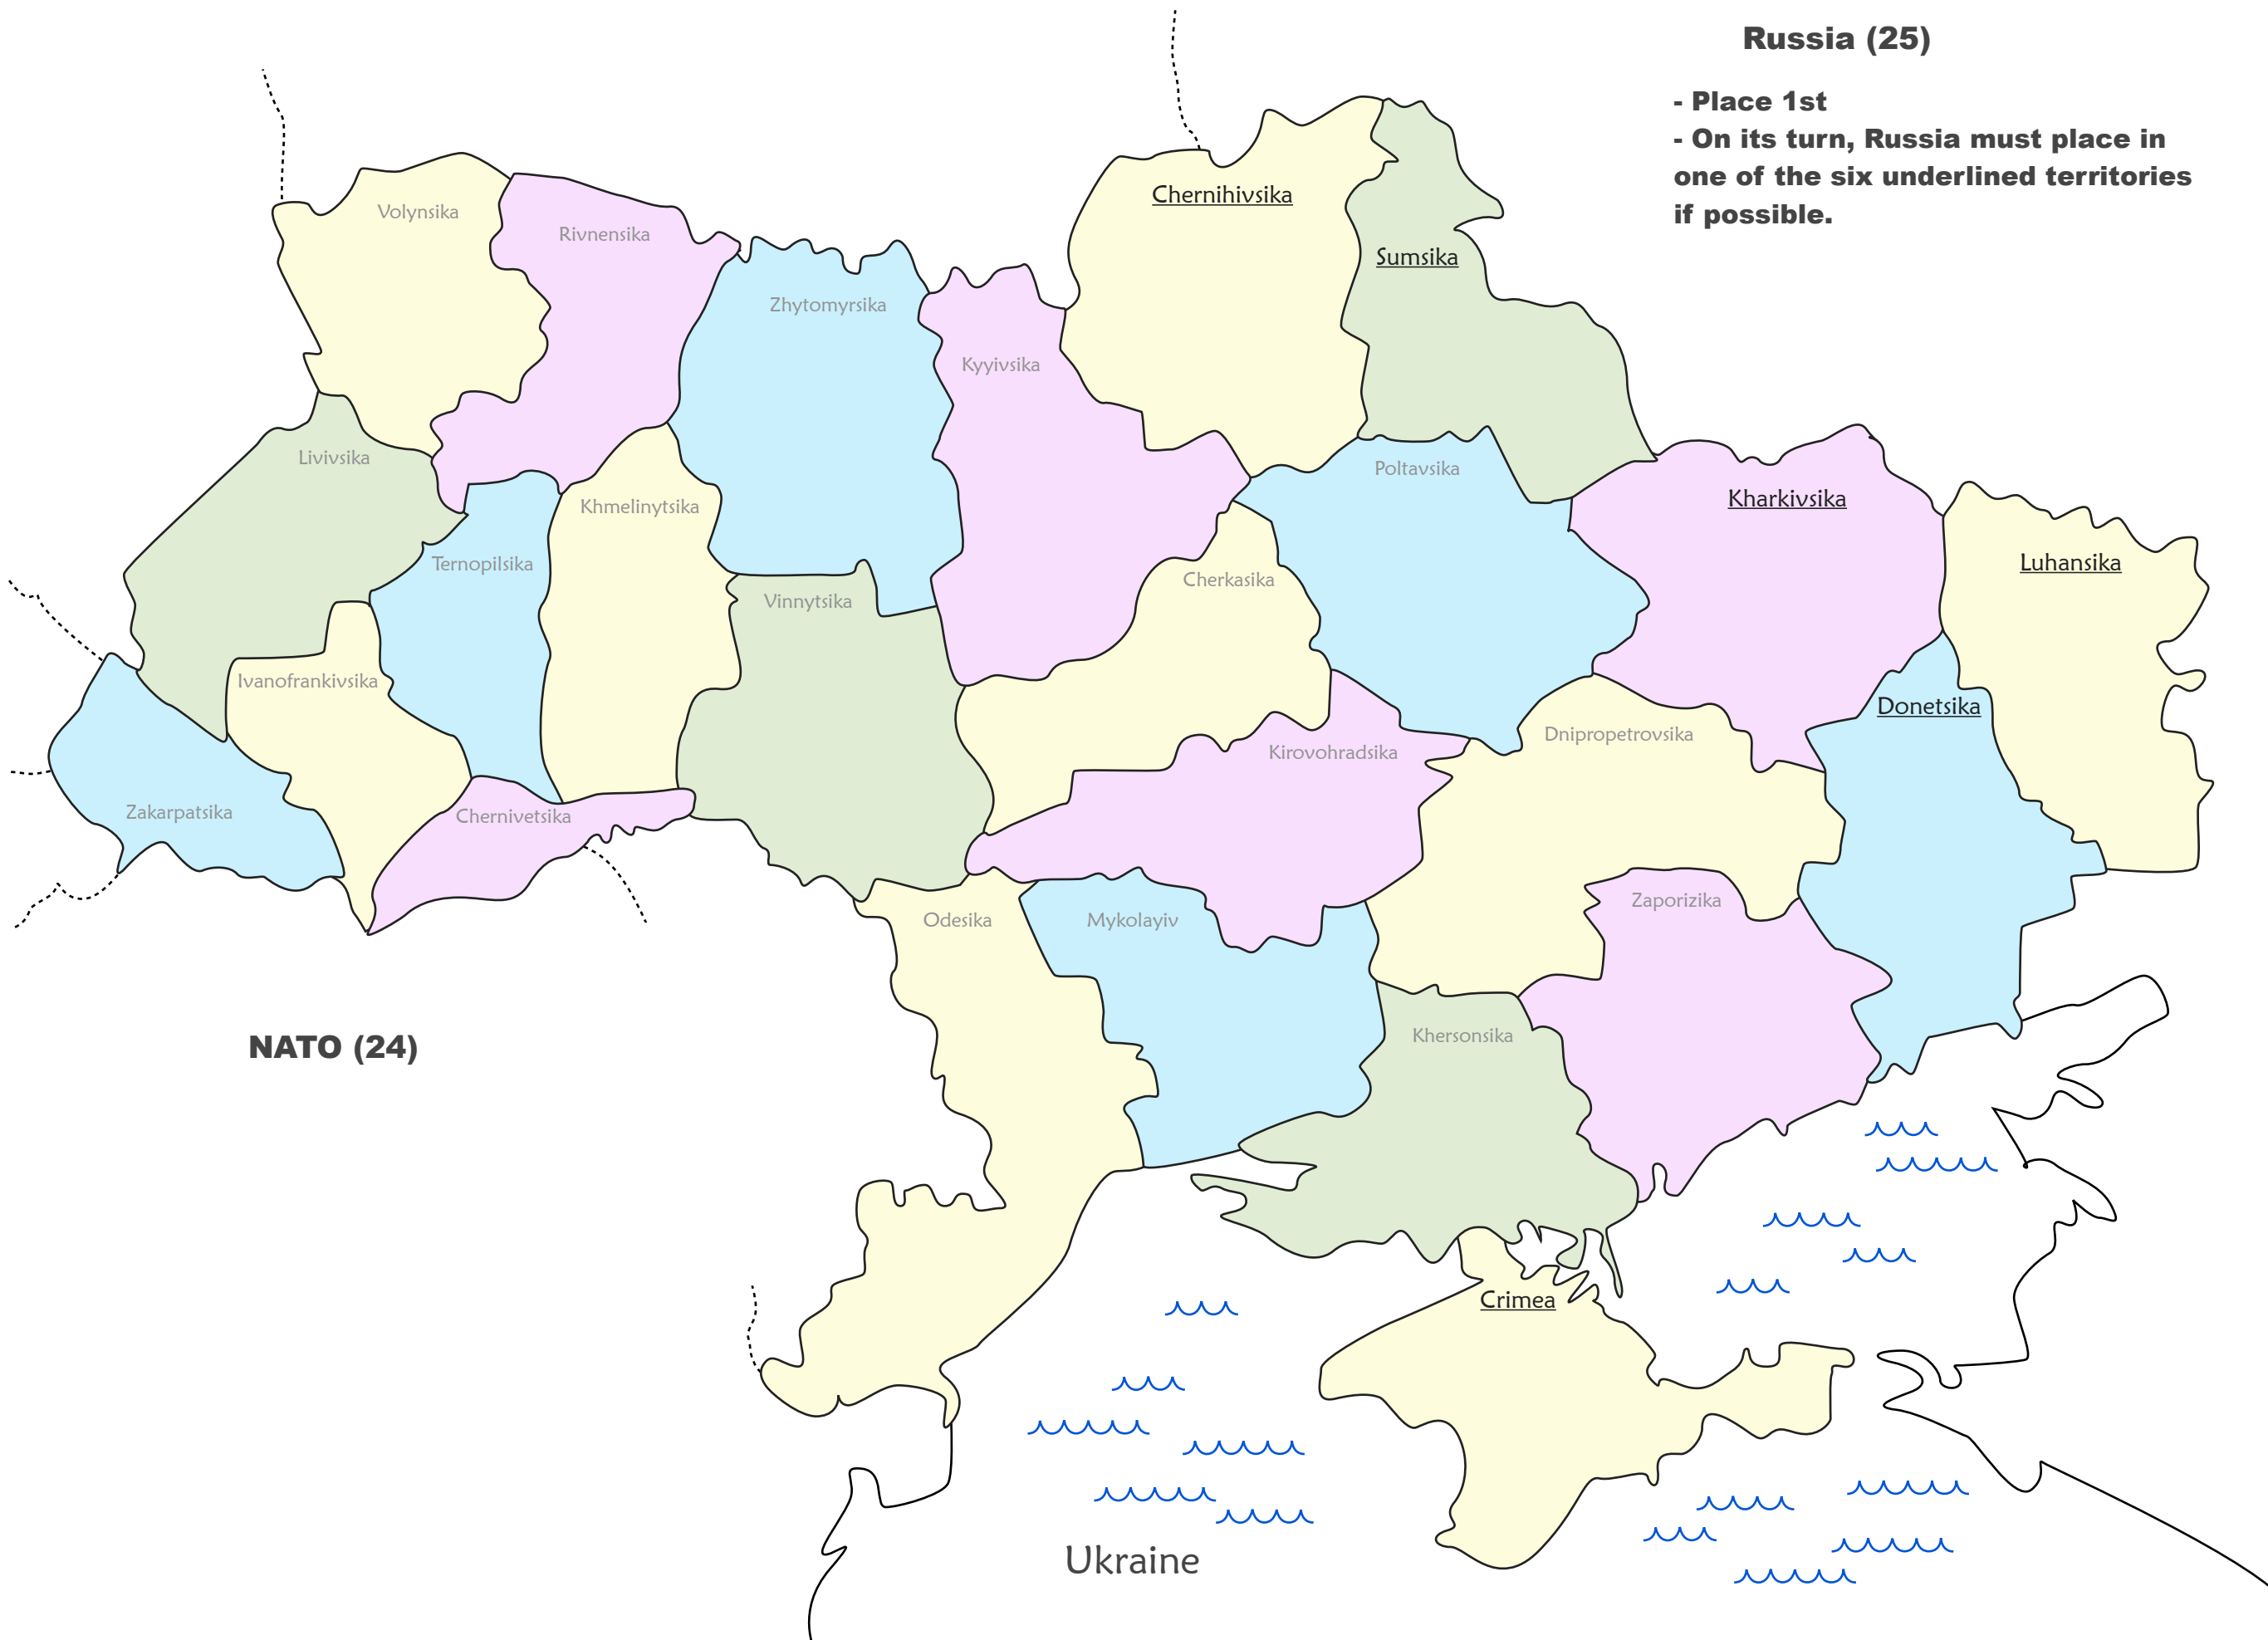 Russia (25)
- Place 1st
- On its turn, Russia must place in
one of the six underlined territories
if possible.
Chernihivsika
Volynsika
Rivnensika
Sumsika
Zhytomyrsika
Kyyivsika
Livivsika
Poltavsika
Kharkivsika
Khmelinytsika
Luhansika
Ternopilsika
Cherkasika
Vinnytsika
Ivanofrankivsika
Donetsika
Dnipropetrovsika
Kirovohradsika
Zakarpatsika
Chernivetsika
Zaporizika
Odesika
Mykolayiv
Khersonsika
NATO (24)
Crimea
Ukraine